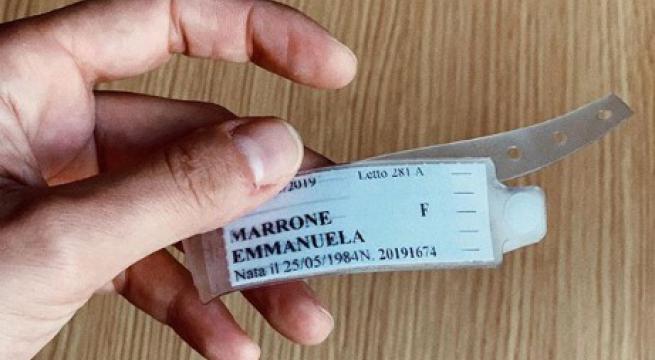 /2019 Letto 281 A
MARRONE F
EMMANUELA
Nata il 25/05/1984N. 20191674